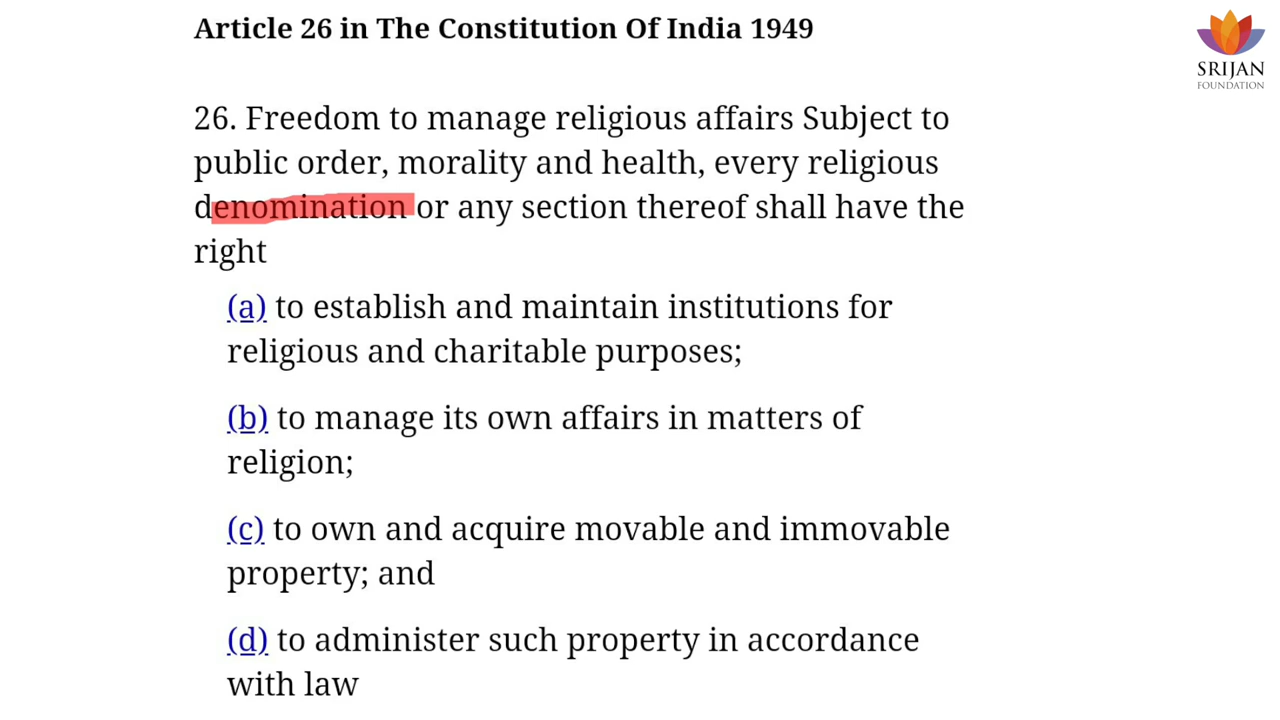 Article 26 in The Constitution Of India 1949
SRIJAN
FOUNDATION
26. Freedom to manage religious affairs Subject to
public order, morality and health, every religious
denomination or any section thereof shall have the
right
(a) to establish and maintain institutions for
religious and charitable purposes;
(b) to manage its own affairs in matters of
religion;
(c) to own and acquire movable and immovable
property; and
(d) to administer such property in accordance
with law